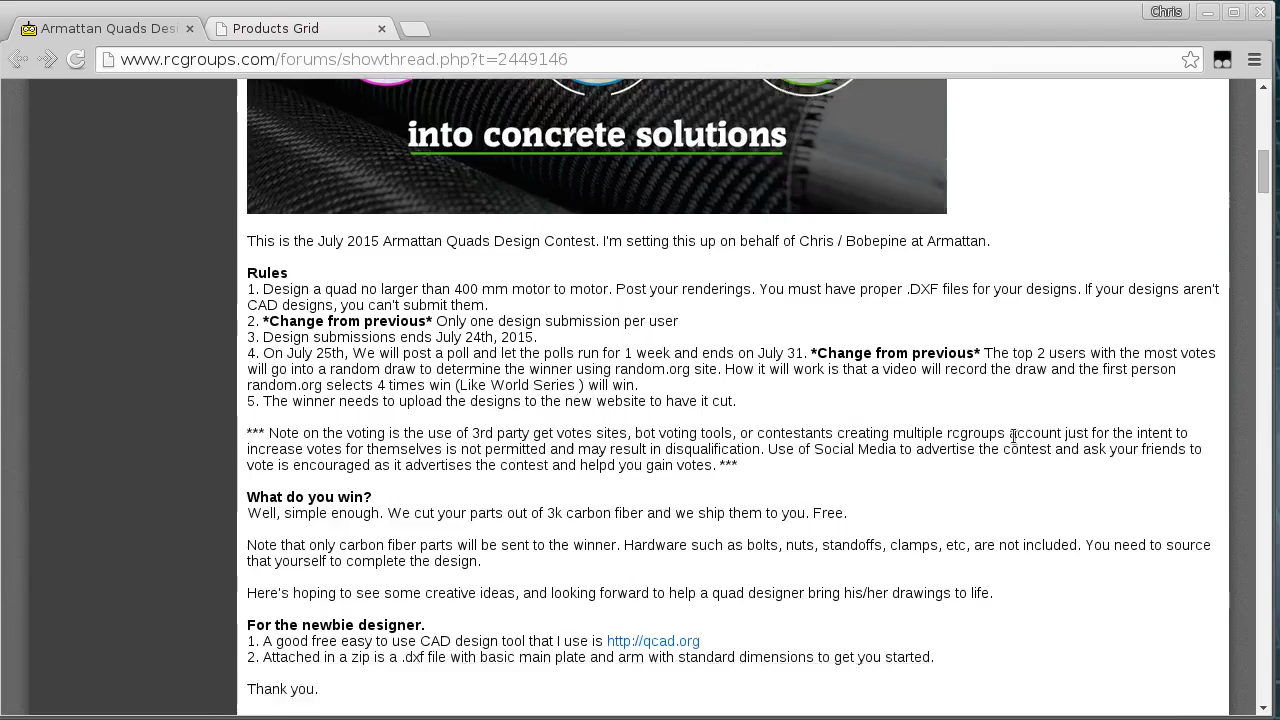 Chris
Armattan Quads Desi
Products Grid
www.rcgroups.com/forums/showthread.php?t=2449146
into concrete solutions
This is the July 2015 Armattan Quads Design Contest. I'm setting this up on behalf of Chris / Bobepine at Armattan.
Rules
1. Design a quad no larger than 400 mm motor to motor. Post your renderings. You must have proper .DXF files for your designs. If your designs aren't
CAD designs, you can't submit them.
2. *Change from previous* Only one design submission per user
3. Design submissions ends July 24th, 2015.
4. On July 25th, We will post a poll and let the polls run for 1 week and ends on July 31. *Change from previous* The top 2 users with the most votes
will go into a random draw to determine the winner using random.org site. How it will work is that a video will record the draw and the first person
random.org selects 4 times win (Like World Series ) will win.
5. The winner needs to upload the designs to the new website to have it cut.
*** Note on the voting is the use of 3rd party get votes sites, bot voting tools, or contestants creating multiple rcgroups account just for the intent to
increase votes for themselves is not permitted and may result in disqualification. Use of Social Media to advertise the contest and ask your friends to
vote is encouraged as it advertises the contest and helpd you gain votes. ***
What do you win?
Well, simple enough. We cut your parts out of 3k carbon fiber and we ship them to you. Free.
Note that only carbon fiber parts will be sent to the winner. Hardware such as bolts, nuts, standoffs, clamps, etc, are not included. You need to source
that yourself to complete the design.
Here's hoping to see some creative ideas, and looking forward to help a quad designer bring his/her drawings to life.
For the newbie designer.
1. A good free easy to use CAD design tool that I use is http://qcad.org
2. Attached in a zip is a .dxf file with basic main plate and arm with standard dimensions to get you started.
Thank you.